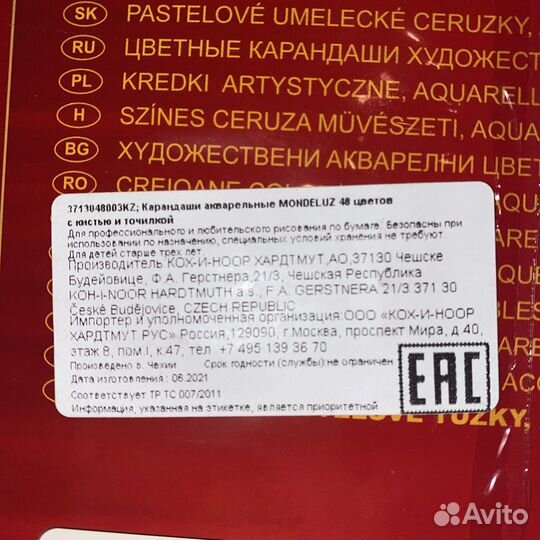 SK PASTELOVÉ UMELECKÉ CERUZKY,
RU ЦВЕТНЫЕ КАРАНДАШИ ХУДОЖЕСТ
PL KREDKI ARTYSTYCZNE, AQUARELL
H SZÍNES CERUZA MÜVÉSZETI, AQUA
BG ХУДОЖЕСТВЕНИ АКВАРЕЛНИ ЦВЕТ
RO CREIOANE
3713048003KZ; Карандаши акварельные MONDELUZ 48 цветов
с кистью и точилкой
Для профессионального и любительского рисования по бумаге. Безопасны при
использовании по назначению, специальных условий хранения не требуют.
Для детей старше трех лет.
Производитель КОХ-И-НООР ХАРДТМУТ,АО,37130 Чешске
Будейовице, Ф.А. Герстнера,21/3, Чешская Республика
KOH-I-NOOR HARDTMUTH a.s., F.A. GERSTNERA 21/3 371 30
České Budějovice, CZECH REPUBLIC
Импортер и уполномоченная организация:ООО «КОХ-И-НООР
ХАРДТМУТ РУС» Россия,129090, г.Москва, проспект Мира, д.40,
этаж 8, пом.I, к.47, тел. +7 495 139 36 70
Произведено в. Чехии Срок годности (службы) не ограничен
Дата изготовления : 06.2021
Соответствует ТР ТС 007/2011
Информация, указанная на этикетке, является приоритетной
EAC
TUZKY,
Avito